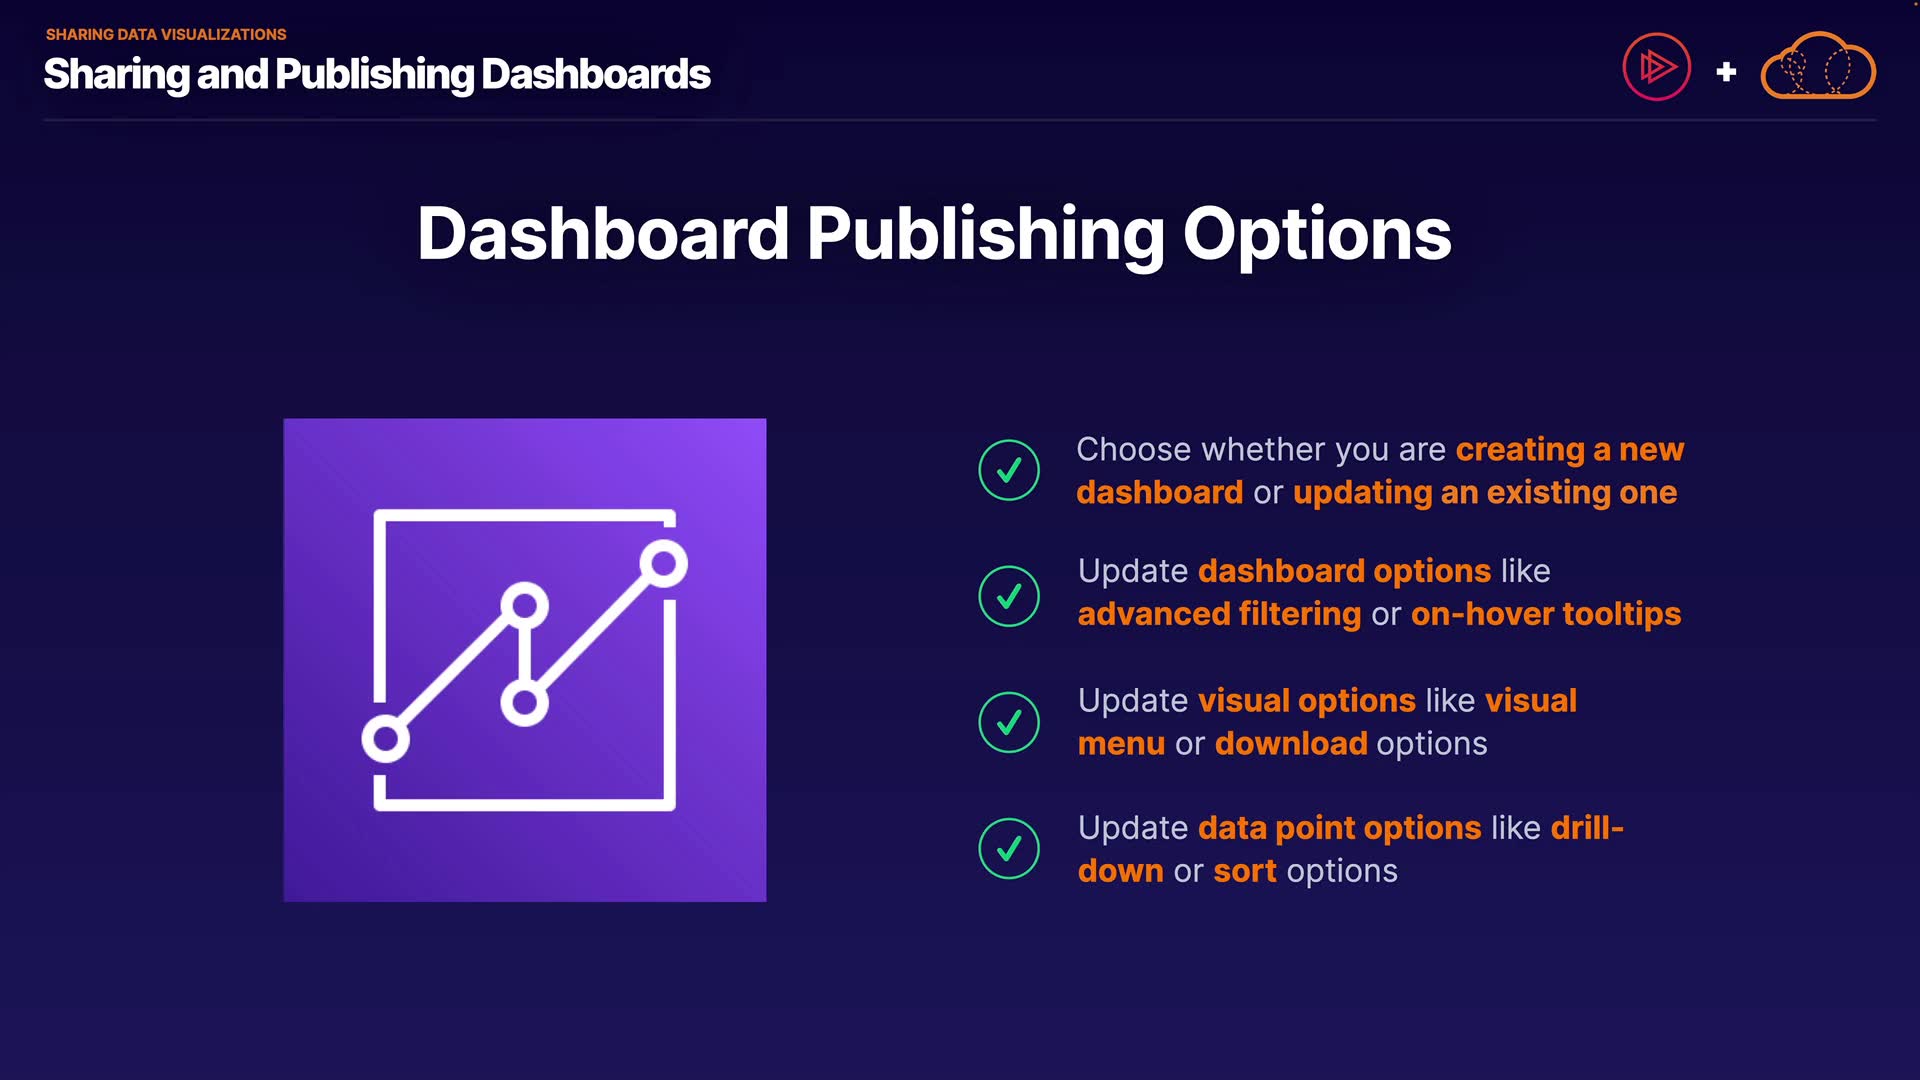 SHARING DATA VISUALIZATIONS
Sharing and Publishing Dashboards
Dashboard Publishing Options
Choose whether you are creating a new
dashboard or updating an existing one
Update dashboard options like
advanced filtering or on-hover tooltips
Update visual options like visual
menu or download options
Update data point options like drill-
down or sort options